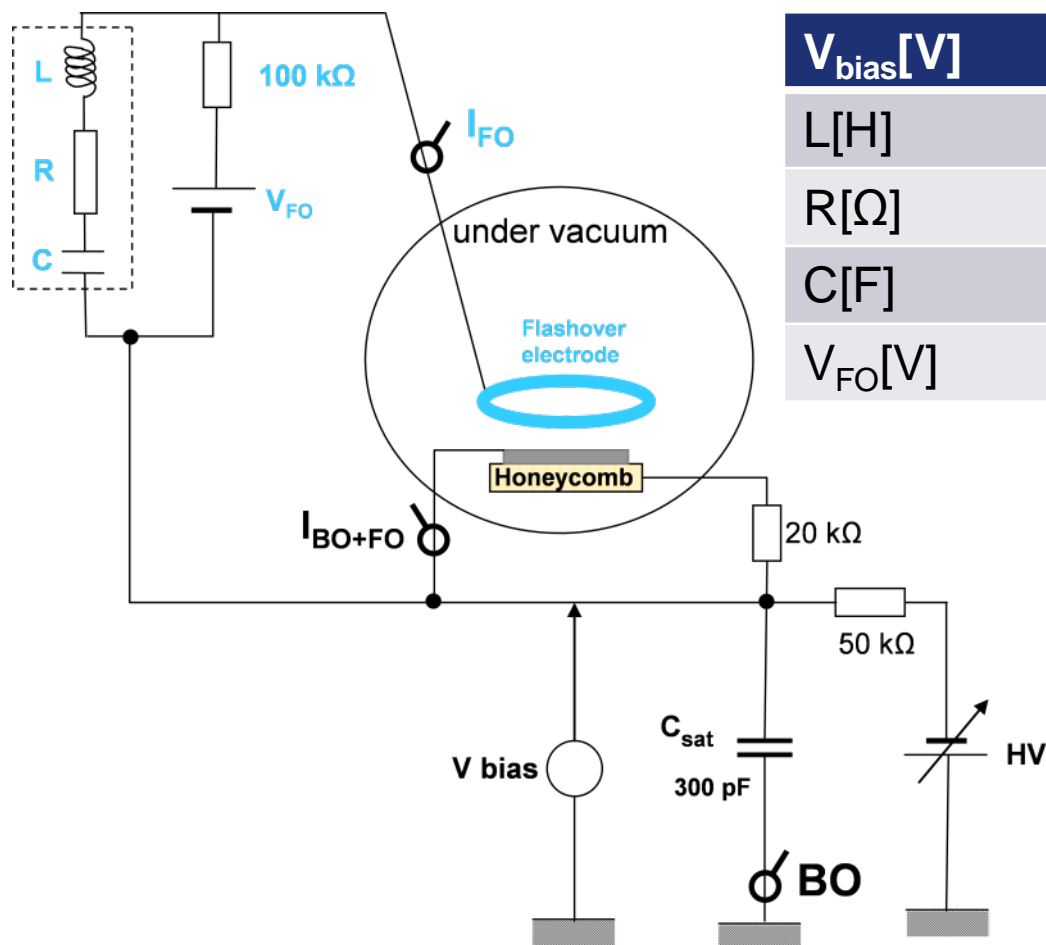 L
R
C
100 kΩ
V_FO
I_FO
under vacuum
Flashover
electrode
Honeycomb
I_BO+FO
20 kΩ
50 kΩ
V bias
C_sat
300 pF
HV
BO
V_bias[V]
L[H]
R[Ω]
C[F]
V_FO[V]